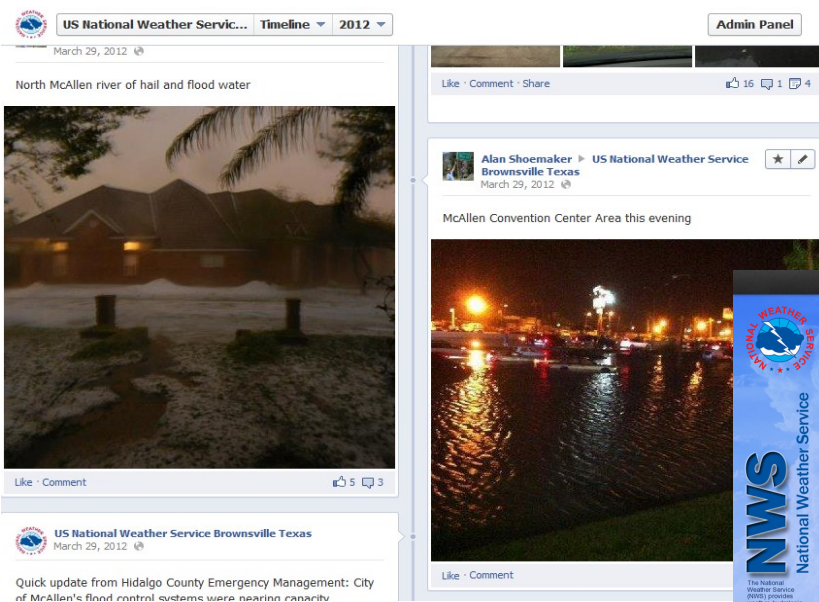 US National Weather Servic... Timeline 2012 Admin Panel
March 29, 2012
North McAllen river of hail and flood water
Like · Comment 5 3
US National Weather Service Brownsville Texas
March 29, 2012
Quick update from Hidalgo County Emergency Management: City
of McAllen's flood control systems were nearing capacity
Like · Comment · Share 16 1 4
Alan Shoemaker ▶ US National Weather Service
Brownsville Texas
March 29, 2012
McAllen Convention Center Area this evening
Like · Comment
NATIONAL WEATHER SERVICE
NWS
National Weather Service
The National
Weather Service
(NWS) provides